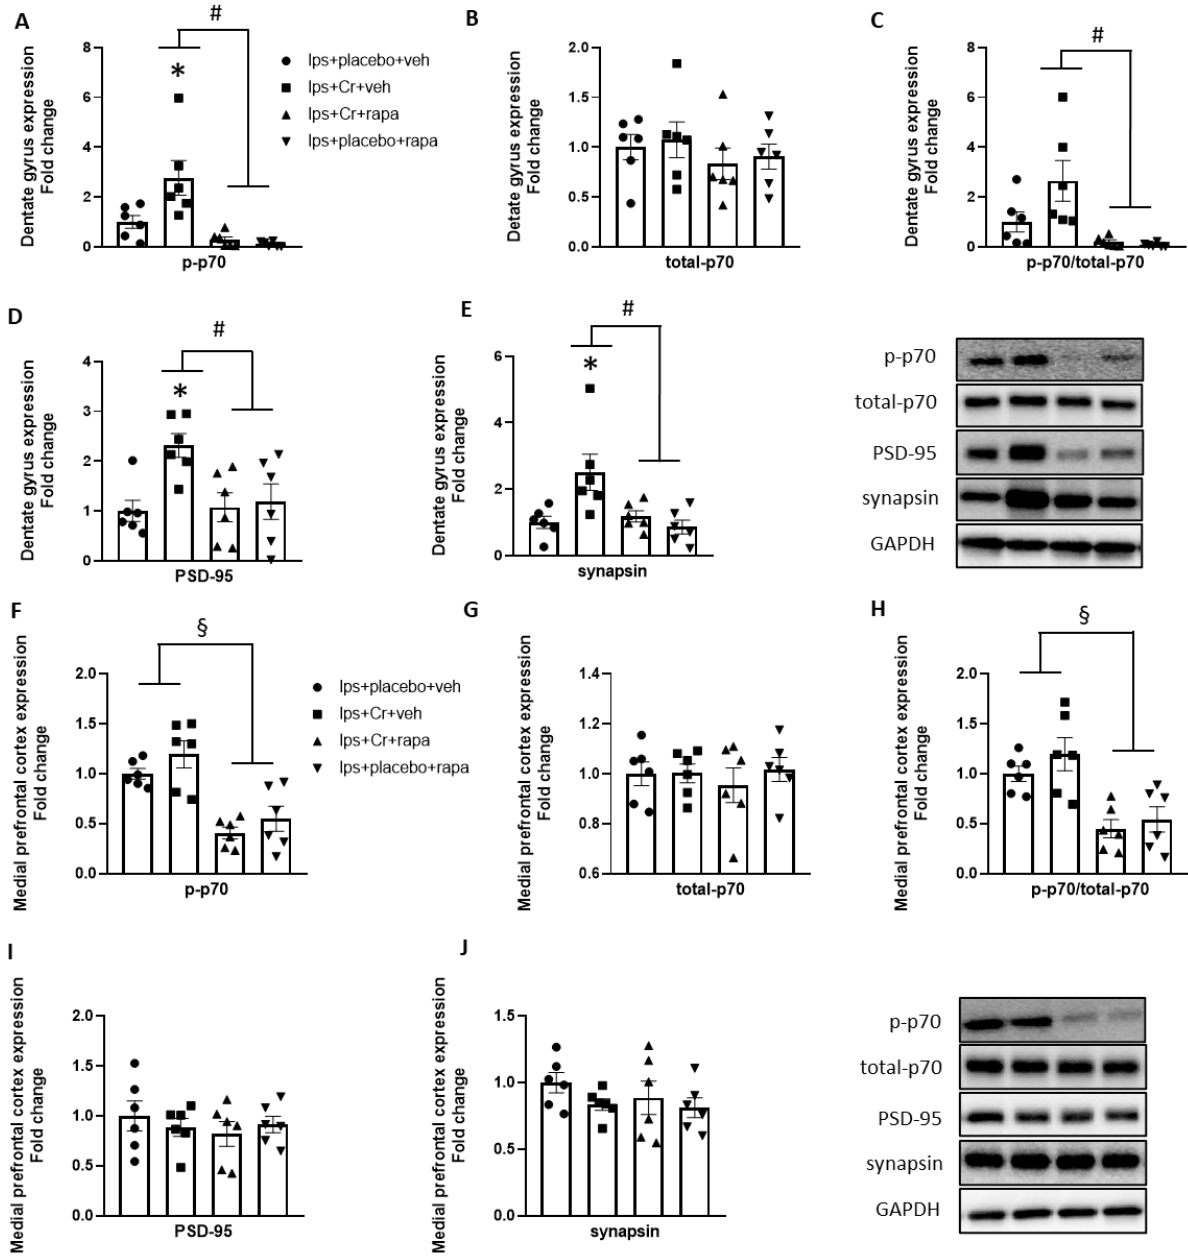 A
#
Dentate gyrus expression
Fold change
8
6
4
2
0
*
p-p70
lps+placebo+veh
lps+Cr+veh
lps+Cr+rapa
lps+placebo+rapa
B
Detate gyrus expression
Fold change
2.0
1.5
1.0
0.5
0.0
total-p70
C
#
Dentate gyrus expression
Fold change
8
6
4
2
0
p-p70/total-p70
D
#
Dentate gyrus expression
Fold change
4
3
2
1
0
*
PSD-95
E
#
Dentate gyrus expression
Fold change
6
4
2
0
*
synapsin
p-p70
total-p70
PSD-95
synapsin
GAPDH
F
§
Medial prefrontal cortex expression
Fold change
2.0
1.5
1.0
0.5
0.0
p-p70
lps+placebo+veh
lps+Cr+veh
lps+Cr+rapa
lps+placebo+rapa
G
Medial prefrontal cortex expression
Fold change
1.4
1.2
1.0
0.8
0.6
total-p70
H
§
Medial prefrontal cortex expression
Fold change
2.0
1.5
1.0
0.5
0.0
p-p70/total-p70
I
Medial prefrontal cortex expression
Fold change
2.0
1.5
1.0
0.5
0.0
PSD-95
J
Medial prefrontal cortex expression
Fold change
1.5
1.0
0.5
0.0
synapsin
p-p70
total-p70
PSD-95
synapsin
GAPDH